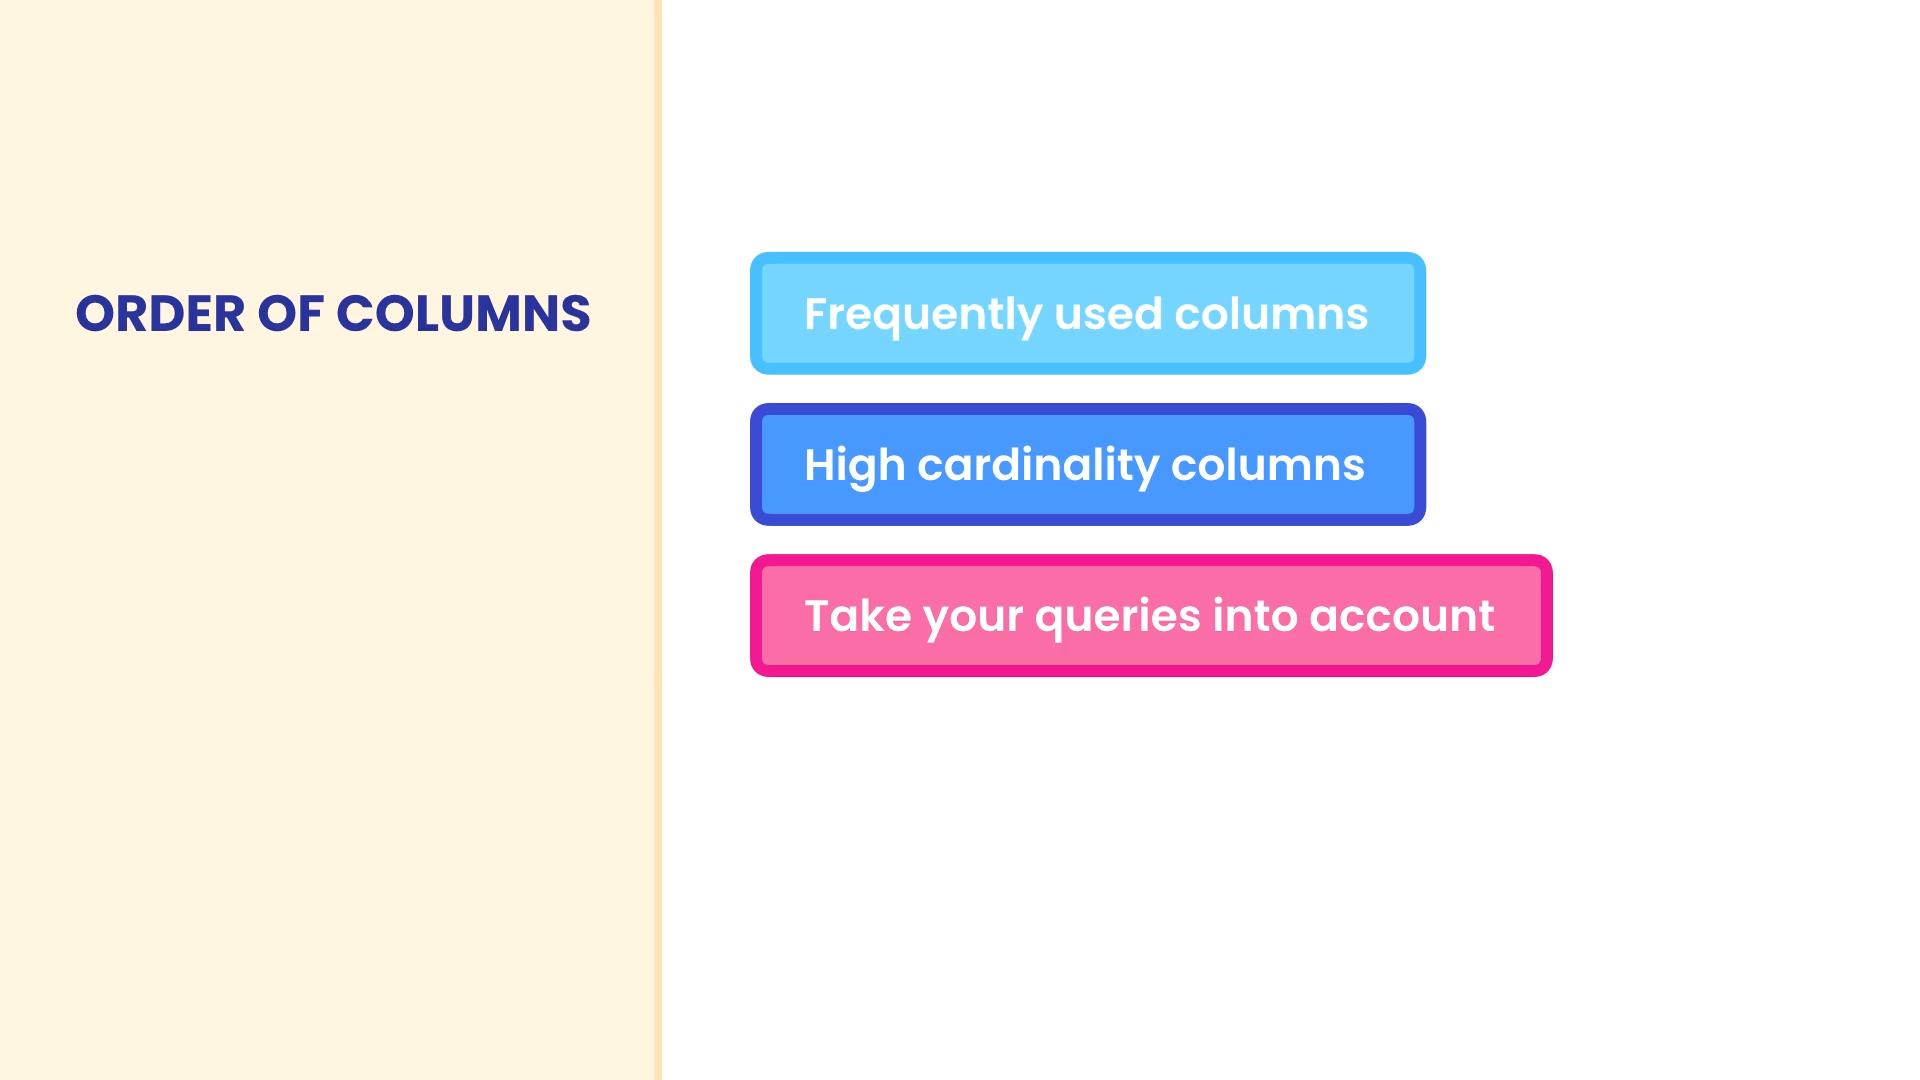 ORDER OF COLUMNS
Frequently used columns
High cardinality columns
Take your queries into account